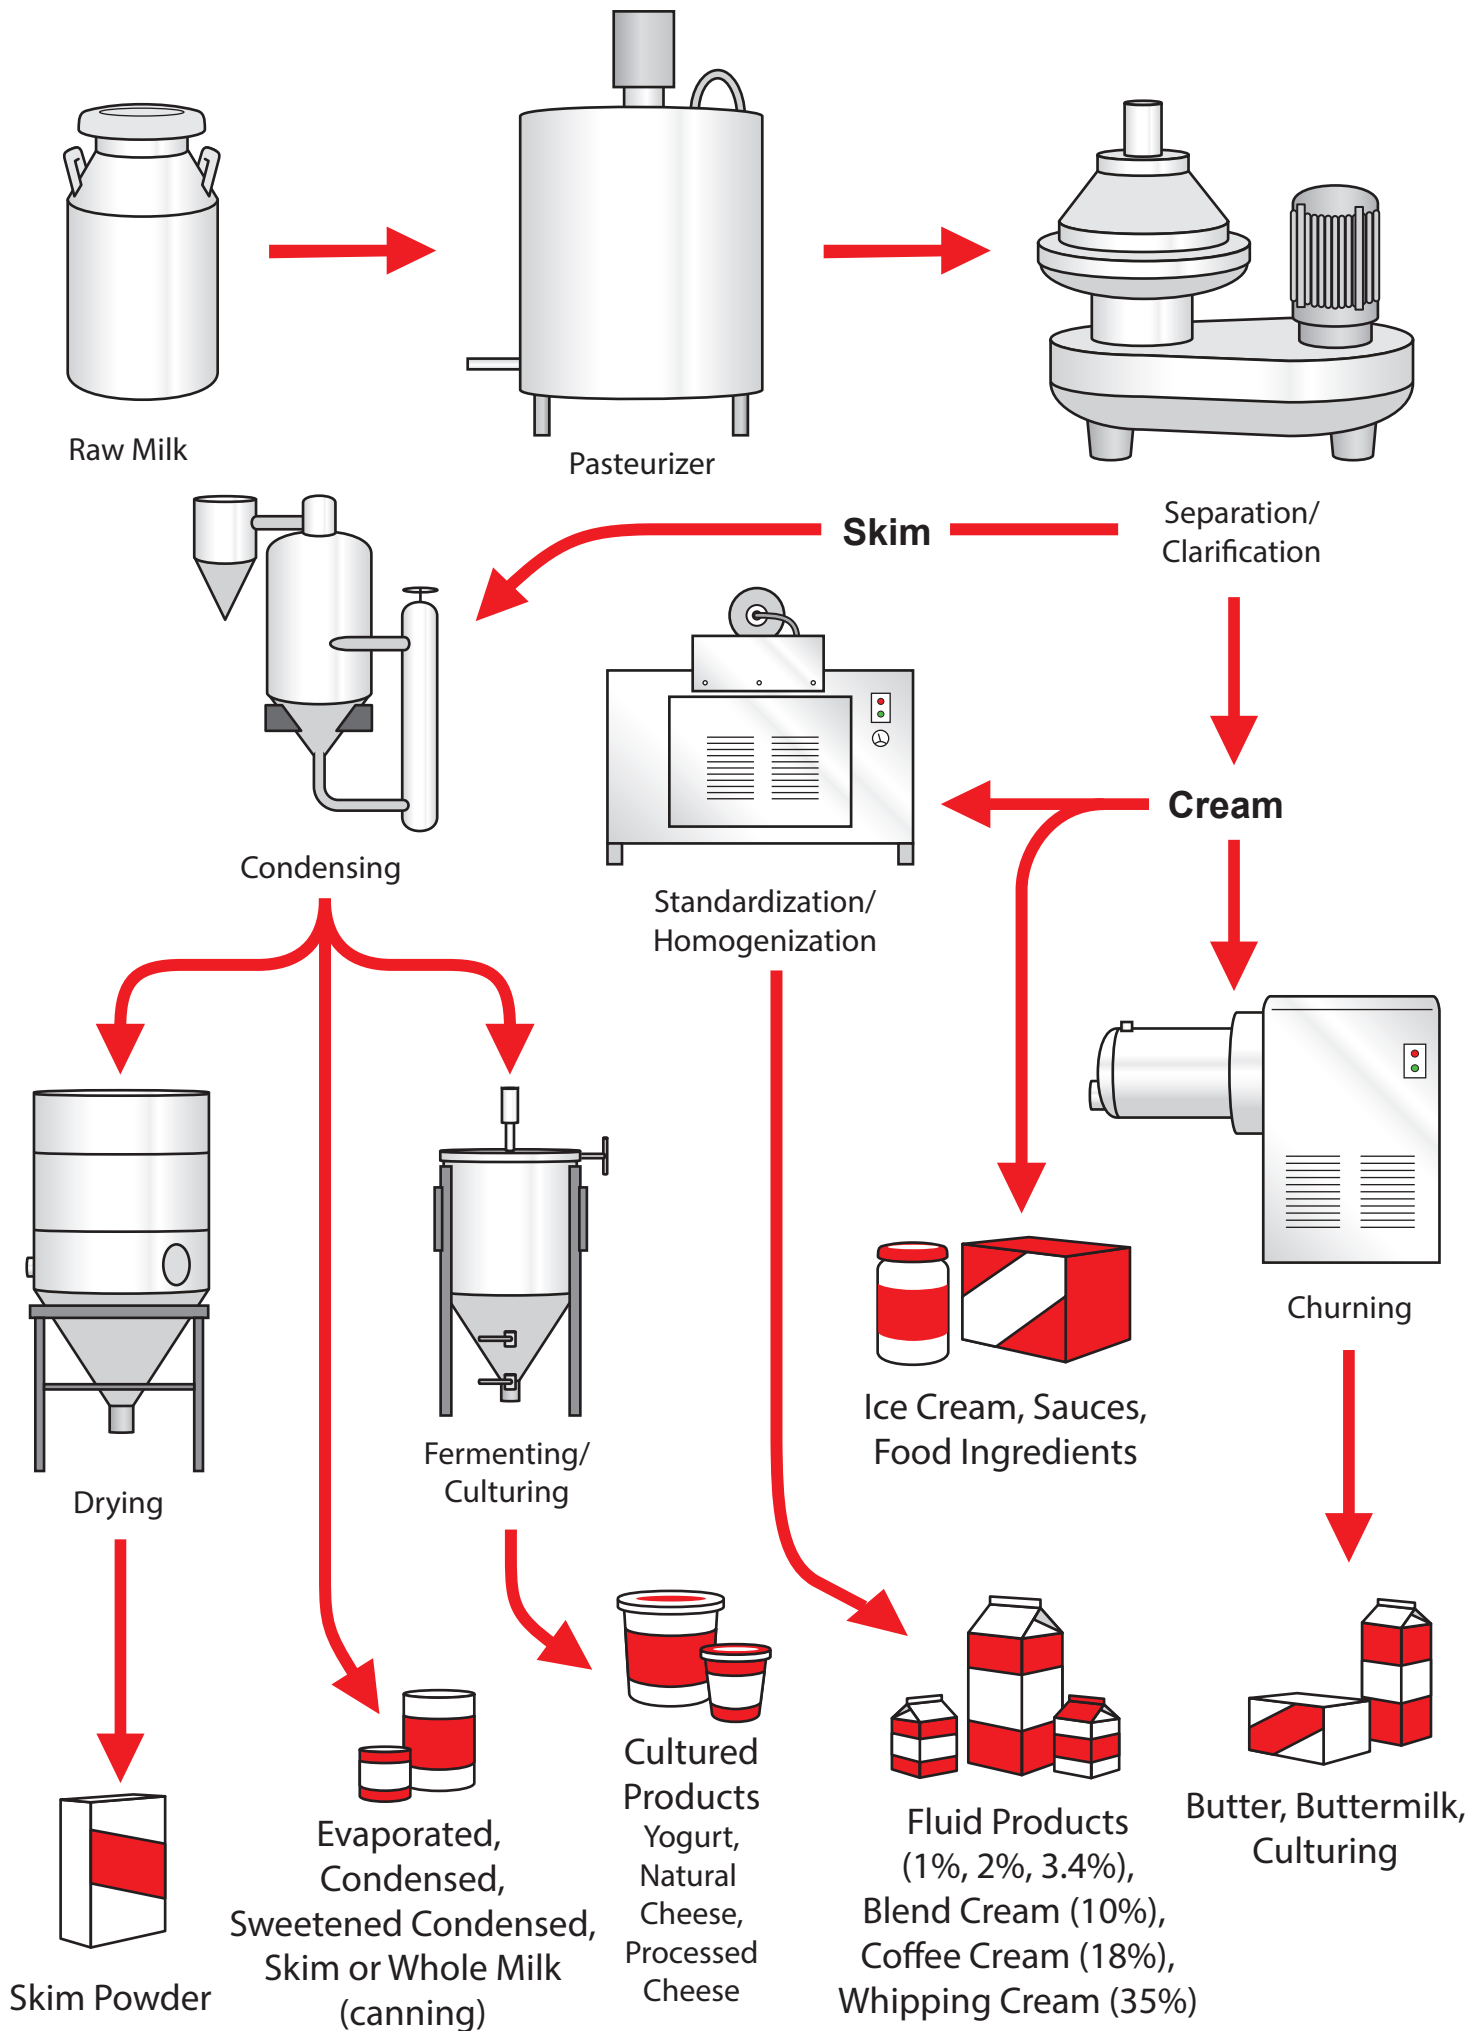 Raw Milk
Pasteurizer
Separation/
Clarification
Skim
Cream
Condensing
Standardization/
Homogenization
Churning
Ice Cream, Sauces,
Food Ingredients
Fermenting/
Culturing
Drying
Cultured
Products
Yogurt,
Natural
Cheese,
Processed
Cheese
Fluid Products
(1%, 2%, 3.4%),
Blend Cream (10%),
Coffee Cream (18%),
Whipping Cream (35%)
Butter, Buttermilk,
Culturing
Evaporated,
Condensed,
Sweetened Condensed,
Skim or Whole Milk
(canning)
Skim Powder